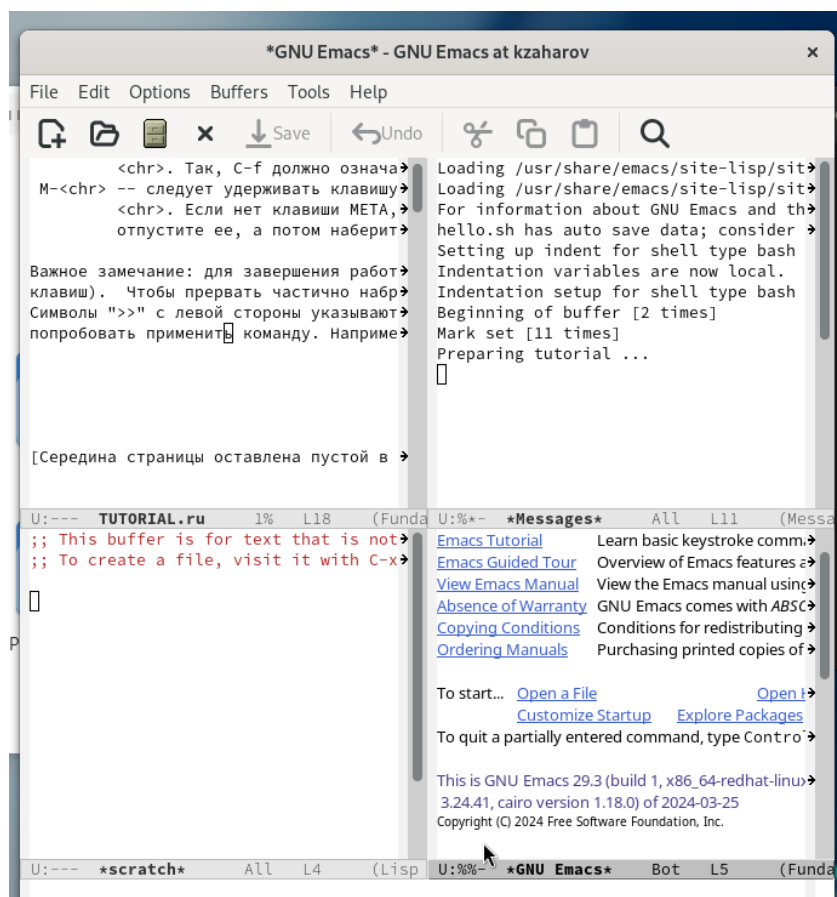 *GNU Emacs* - GNU Emacs at kzaharov
File Edit Options Buffers Tools Help
Save Undo
<chr>. Так, C-f должно означа
M-<chr> -- следует удерживать клавишу
<chr>. Если нет клавиши META,
отпустите ее, а потом наберит
Важное замечание: для завершения работ
клавиш). Чтобы прервать частично набр
Символы ">>" с левой стороны указывают
попробовать применить команду. Наприме
[Середина страницы оставлена пустой в
U:--- TUTORIAL.ru 1% L18 (Funda
Loading /usr/share/emacs/site-lisp/sit
Loading /usr/share/emacs/site-lisp/sit
For information about GNU Emacs and th
hello.sh has auto save data; consider
Setting up indent for shell type bash
Indentation variables are now local.
Indentation setup for shell type bash
Beginning of buffer [2 times]
Mark set [11 times]
Preparing tutorial ...
U:%*- *Messages* All L11 (Messa
;; This buffer is for text that is not
;; To create a file, visit it with C-x
U:--- *scratch* All L4 (Lisp
Emacs Tutorial Learn basic keystroke comm
Emacs Guided Tour Overview of Emacs features a
View Emacs Manual View the Emacs manual using
Absence of Warranty GNU Emacs comes with ABSO
Copying Conditions Conditions for redistributing
Ordering Manuals Purchasing printed copies of
To start... Open a File Open H
Customize Startup Explore Packages
To quit a partially entered command, type Contro
This is GNU Emacs 29.3 (build 1, x86_64-redhat-linux
3.24.41, cairo version 1.18.0) of 2024-03-25
Copyright (C) 2024 Free Software Foundation, Inc.
U:%%- *GNU Emacs* Bot L5 (Funda